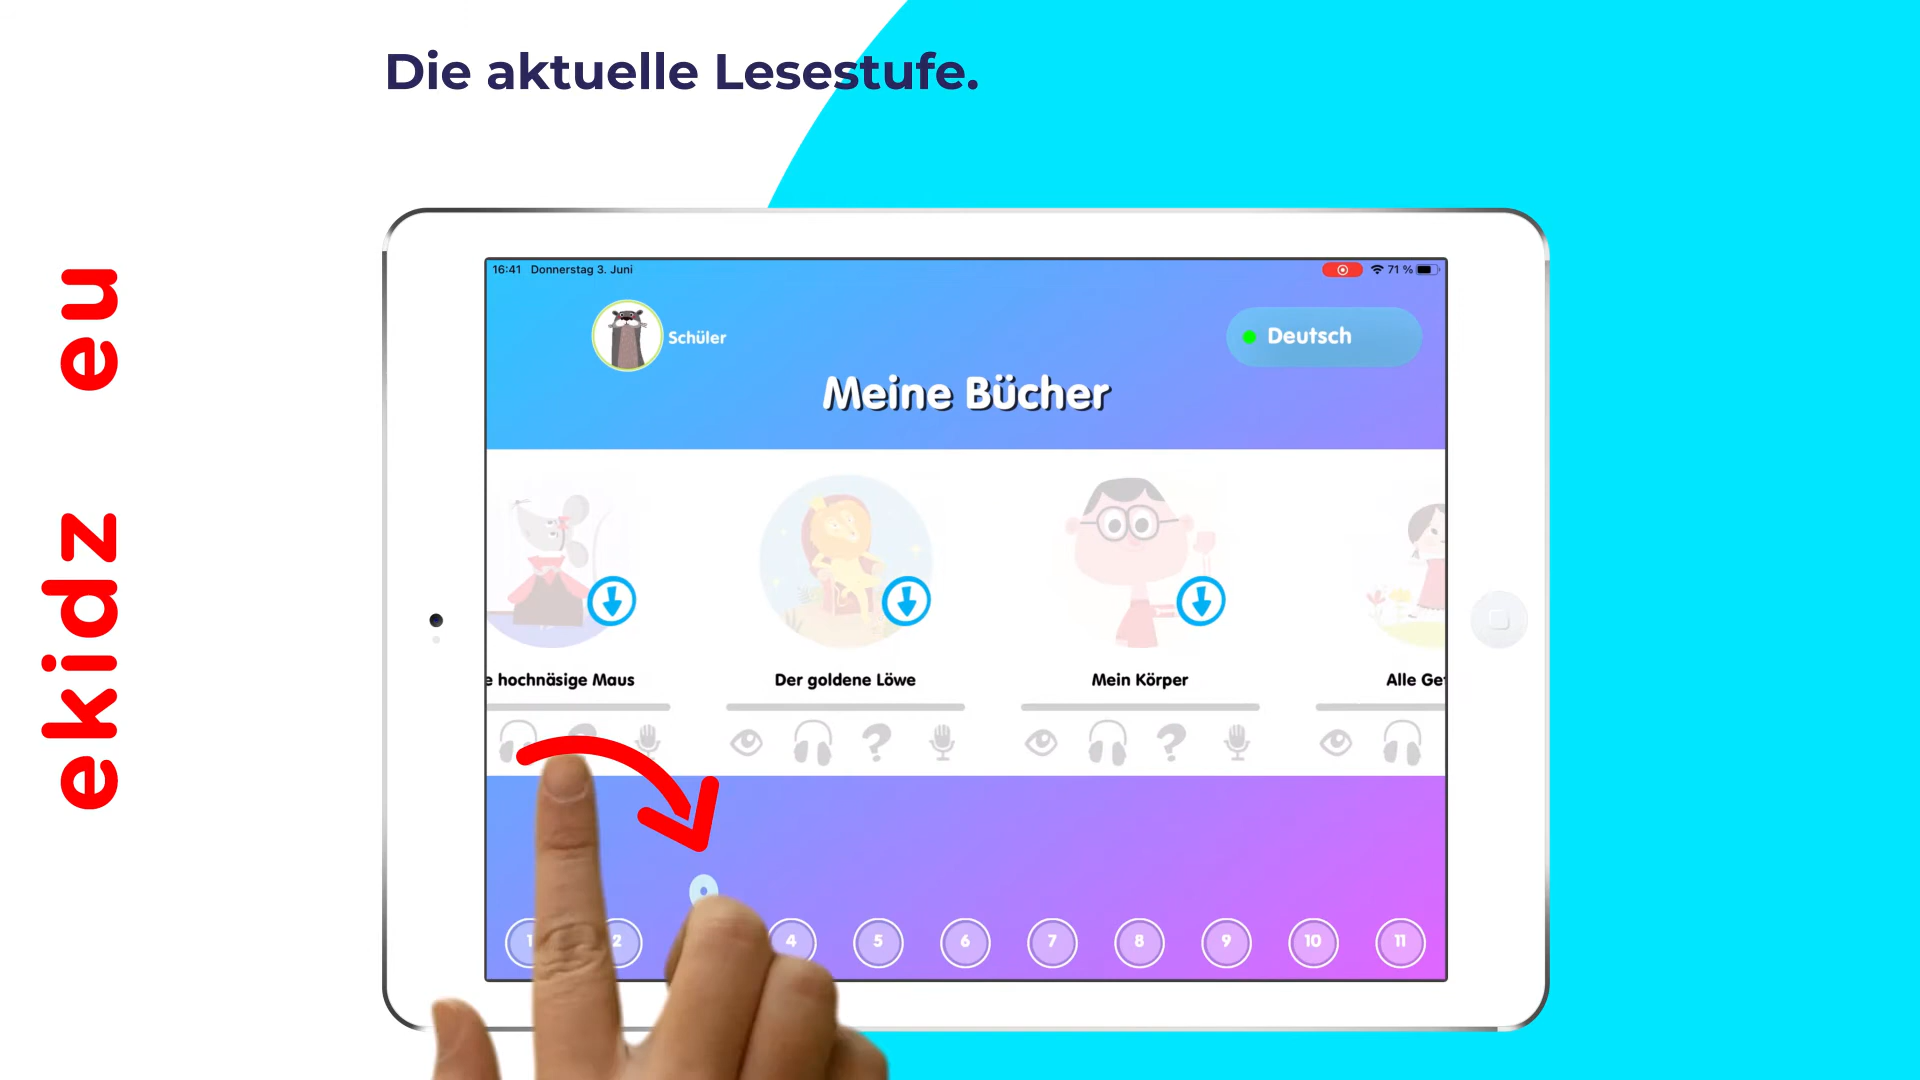 Die aktuelle Lesestufe.
ekidz eu
16:41 Donnerstag 3. Juni
71 %
Schüler
Deutsch
Meine Bücher
e hochnäsige Maus
Der goldene Löwe
Mein Körper
Alle Ge
1 2 4 5 6 7 8 9 10 11